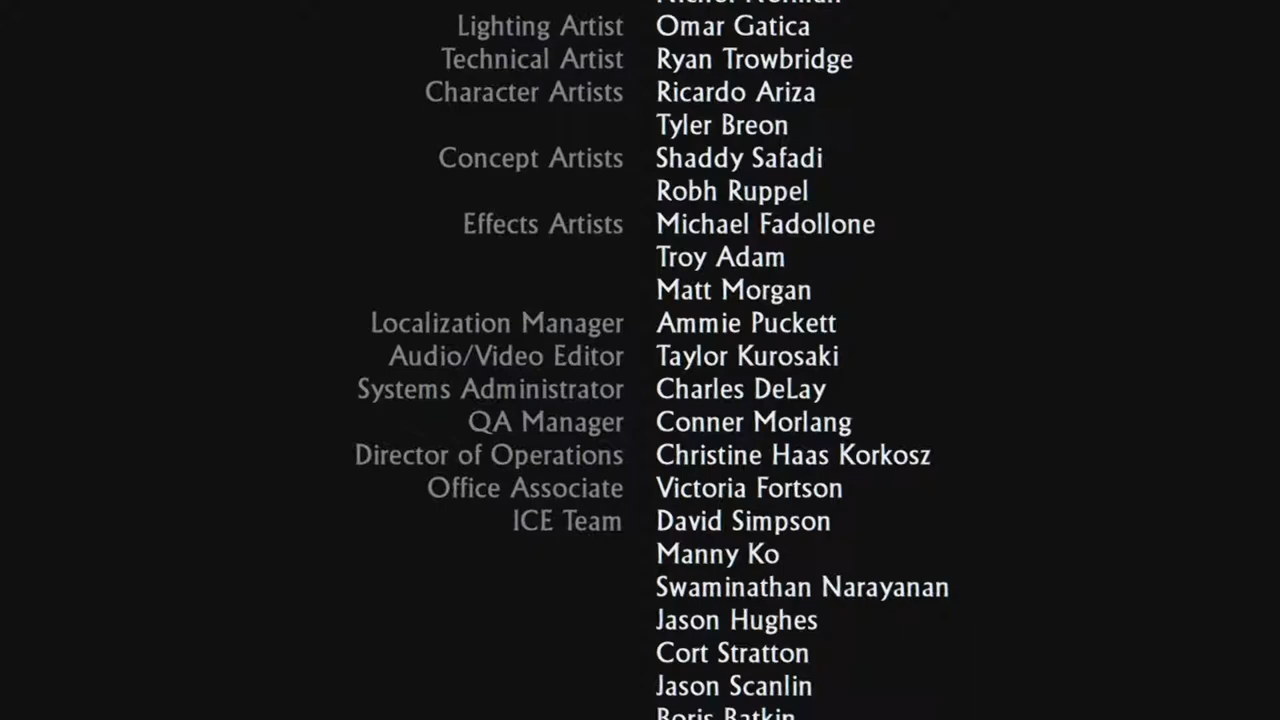 Lighting Artist Omar Gatica
Technical Artist Ryan Trowbridge
Character Artists Ricardo Ariza
Tyler Breon
Concept Artists Shaddy Safadi
Robh Ruppel
Effects Artists Michael Fadollone
Troy Adam
Matt Morgan
Localization Manager Ammie Puckett
Audio/Video Editor Taylor Kurosaki
Systems Administrator Charles DeLay
QA Manager Conner Morlang
Director of Operations Christine Haas Korkosz
Office Associate Victoria Fortson
ICE Team David Simpson
Manny Ko
Swaminathan Narayanan
Jason Hughes
Cort Stratton
Jason Scanlin
Boris Batkin